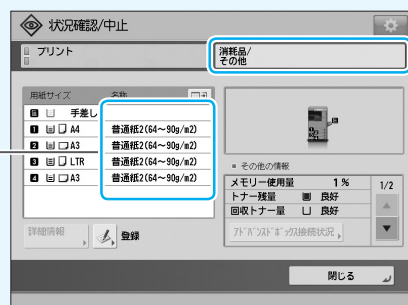 状況確認/中止
プリント
消耗品/
その他
用紙サイズ 名称
手差し
1 A4 普通紙2(64～90g/m2)
2 A3 普通紙2(64～90g/m2)
3 LTR 普通紙2(64～90g/m2)
4 A3 普通紙2(64～90g/m2)
詳細情報
登録
その他の情報
メモリー使用量 1%
トナー残量 良好
回収トナー量 良好
1/2
ｱﾄﾞﾊﾞﾝｽﾄﾞﾎﾞｯｸｽ接続状況
閉じる